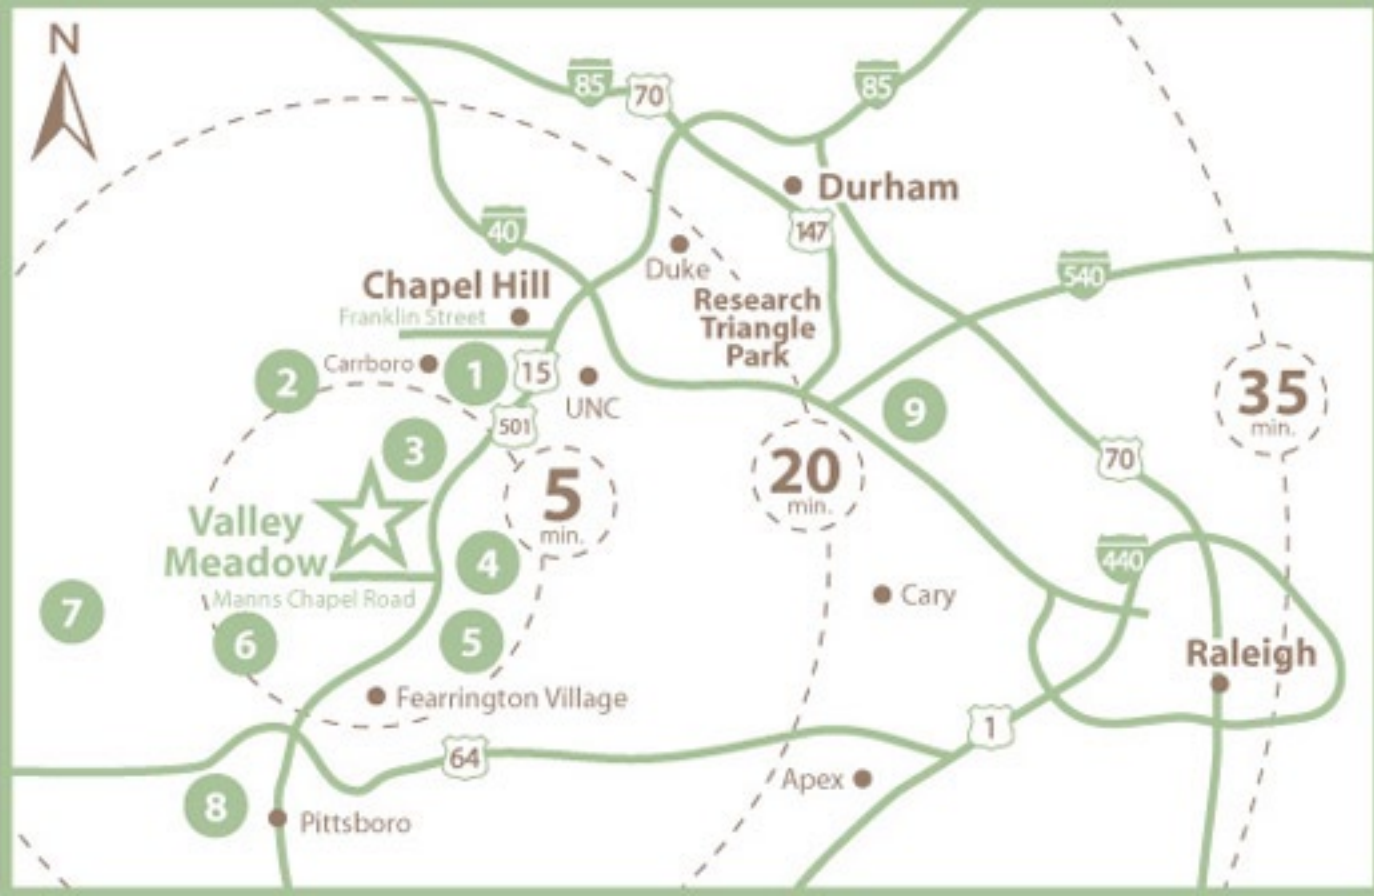 N
85
70
85
Durham
147
40
Duke
540
Chapel Hill
Franklin Street
Research
Triangle
Park
Carrboro
1
15
UNC
2
501
9
35
min.
3
5
min.
20
min.
70
Valley
Meadow
Manns Chapel Road
4
440
7
Cary
6
5
Raleigh
Fearrington Village
1
64
Apex
8
Pittsboro